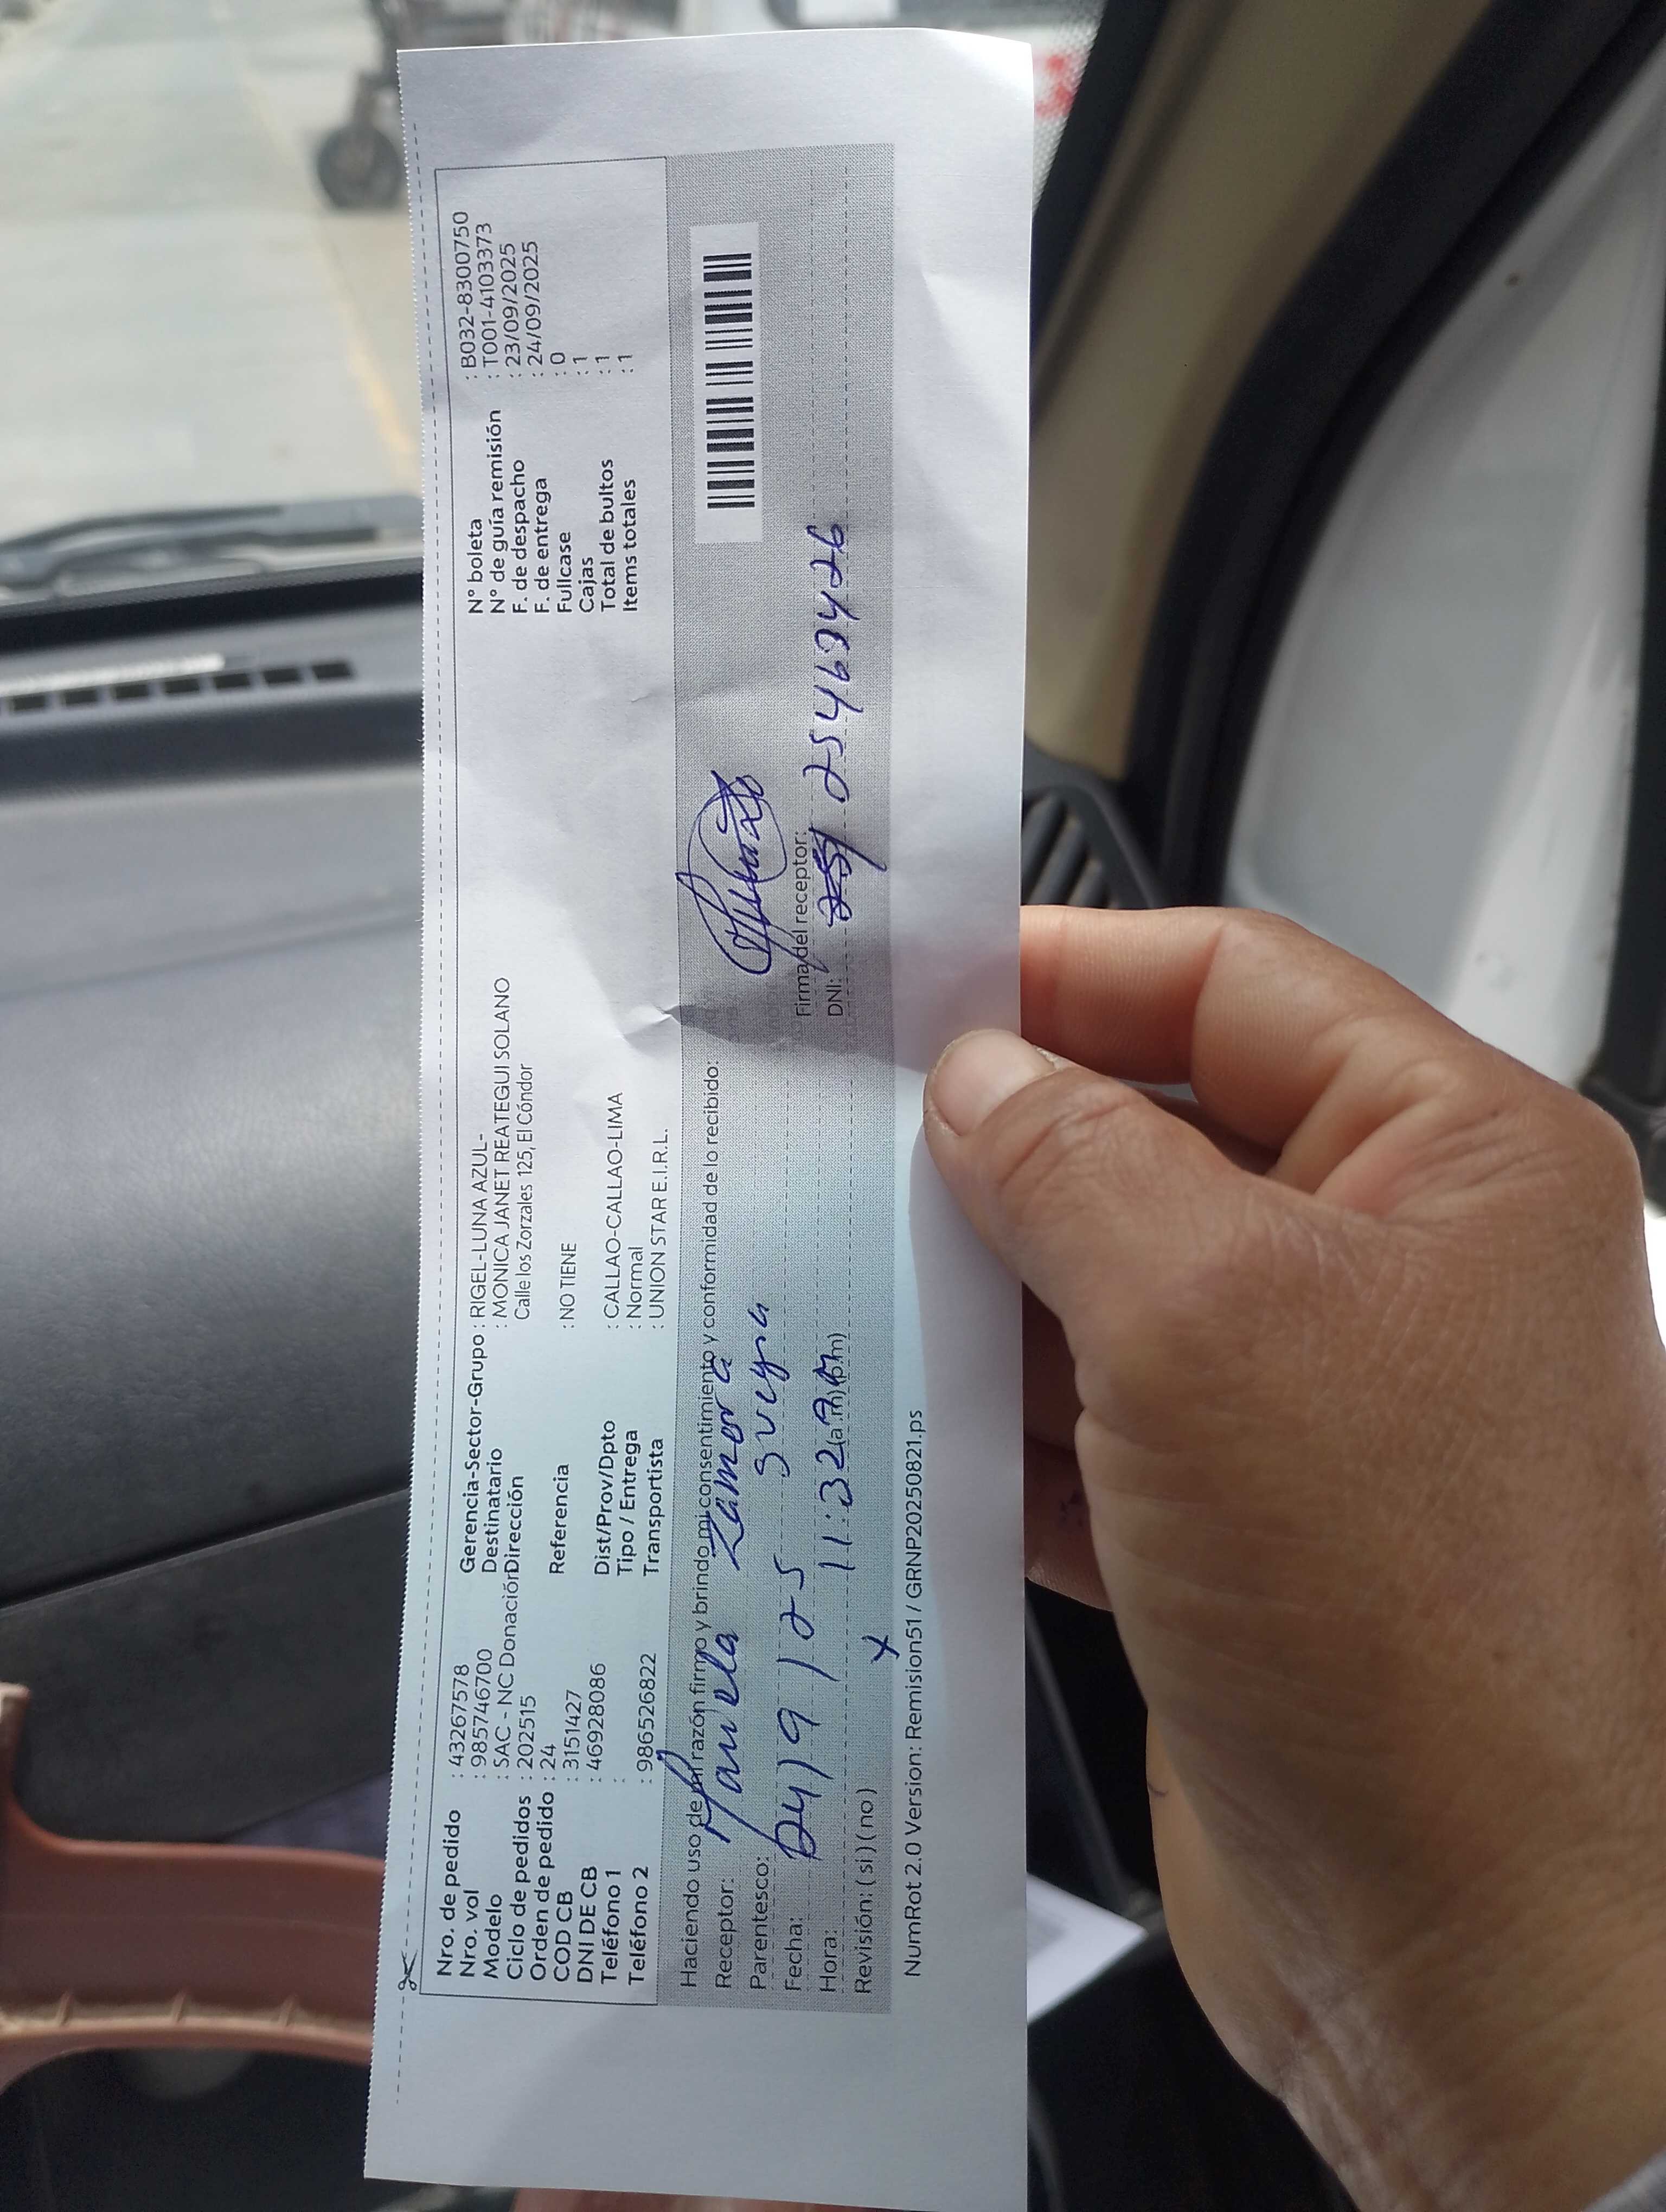 Nro. de pedido : 43267578
Nro. vol : 985746700
Modelo : SAC - NC Donación
Ciclo de pedidos : 202515
Orden de pedido : 24
COD CB : 3151427
DNI DE CB : 46928086
Teléfono 1 :
Teléfono 2 : 986526822
Gerencia-Sector-Grupo : RIGEL-LUNA AZUL-
Destinatario : MONICA JANET REATEGUI SOLANO
Dirección Calle los Zorzales 125, El Cóndor
Referencia : NO TIENE
Dist/Prov/Dpto : CALLAO-CALLAO-LIMA
Tipo / Entrega : Normal
Transportista : UNION STAR E.I.R.L.
N° boleta : B032-8300750
N° de guía remisión : T001-4103373
F. de despacho : 23/09/2025
F. de entrega : 24/09/2025
Fullcase : 0
Cajas : 1
Total de bultos : 1
Items totales : 1
Haciendo uso de mi razón firmo y brindo mi consentimiento y conformidad de lo recibido:
Receptor: Mariela Zamora
Parentesco: Suegra
Fecha: 24/9/25
Hora: 11:32 (a.m) (p.m)
Revisión: ( si ) ( no ) x
Firma del receptor:
DNI: 25463426
NumRot 2.0 Version: Remision51 / GRNP20250821.ps